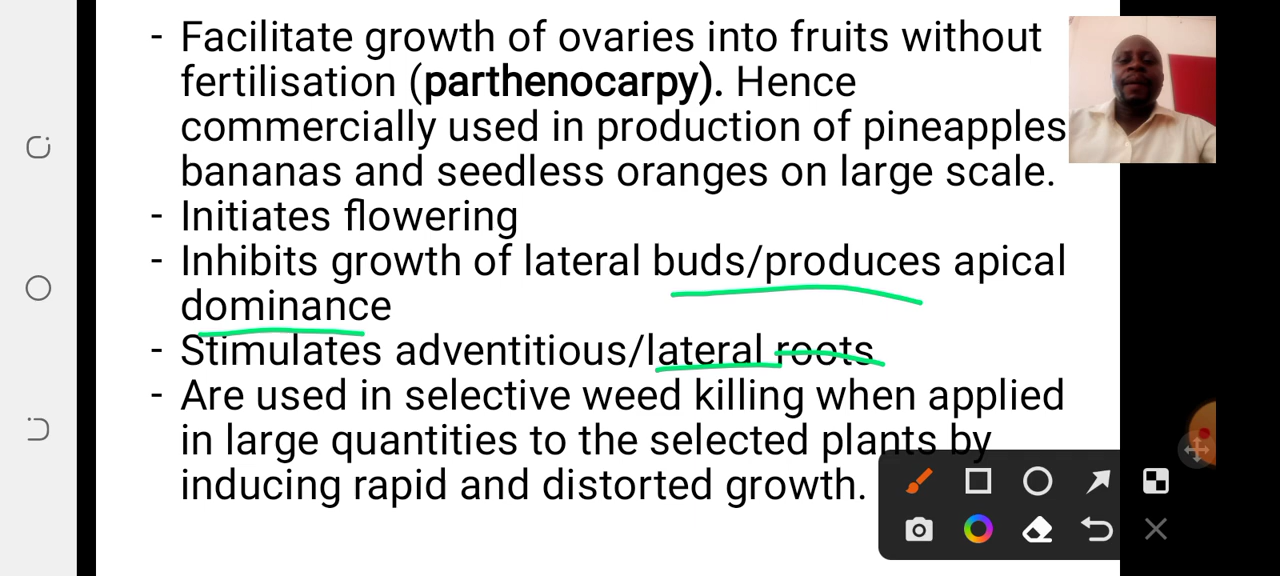 - Facilitate growth of ovaries into fruits without
fertilisation (parthenocarpy). Hence
commercially used in production of pineapples
bananas and seedless oranges on large scale.
- Initiates flowering
- Inhibits growth of lateral buds/produces apical
dominance
- Stimulates adventitious/lateral roots
- Are used in selective weed killing when applied
in large quantities to the selected plants by
inducing rapid and distorted growth.